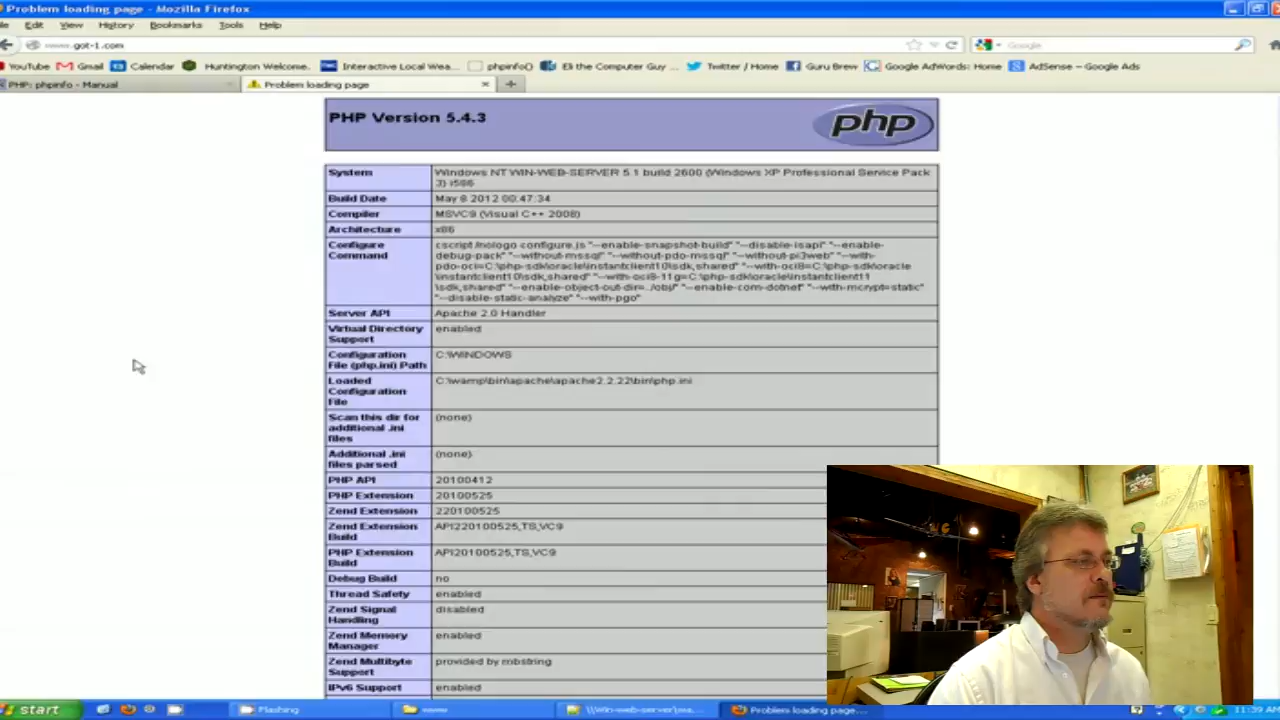 Problem loading page - Mozilla Firefox
Edit View History Bookmarks Tools Help
www.got-1.com
Google
YouTube Gmail Calendar Huntington Welcome. Interactive Local Wea... phpinfo() Eli the Computer Guy ... Twitter / Home Guru Brew Google AdWords: Home AdSense – Google Ads
PHP: phpinfo - Manual
Problem loading page
PHP Version 5.4.3
php
System Windows NT WIN-WEB-SERVER 5.1 build 2600 (Windows XP Professional Service Pack
3) i586
Build Date May 8 2012 00:47:34
Compiler MSVC9 (Visual C++ 2008)
Architecture x86
Configure
Command
cscript /nologo configure.js "--enable-snapshot-build" "--disable-isapi" "--enable-
debug-pack" "--without-mssql" "--without-pdo-mssql" "--without-pi3web" "--with-
pdo-oci=C:\php-sdk\oracle\instantclient10\sdk,shared" "--with-oci8=C:\php-sdk\oracle
\instantclient10\sdk,shared" "--with-oci8-11g=C:\php-sdk\oracle\instantclient11
\sdk,shared" "--enable-object-out-dir=../obj/" "--enable-com-dotnet" "--with-mcrypt=static"
"--disable-static-analyze" "--with-pgo"
Server API Apache 2.0 Handler
Virtual Directory
Support
enabled
Configuration
File (php.ini) Path
C:\WINDOWS
Loaded
Configuration
File
C:\wamp\bin\apache\apache2.2.22\bin\php.ini
Scan this dir for
additional .ini
files
(none)
Additional .ini
files parsed
(none)
PHP API 20100412
PHP Extension 20100525
Zend Extension 220100525
Zend Extension
Build
API220100525,TS,VC9
PHP Extension
Build
API20100525,TS,VC9
Debug Build no
Thread Safety enabled
Zend Signal
Handling
disabled
Zend Memory
Manager
enabled
Zend Multibyte
Support
provided by mbstring
IPv6 Support enabled
start
Flashing
www
\\win-web-server\...
Problem loading pa...
11:39 AM